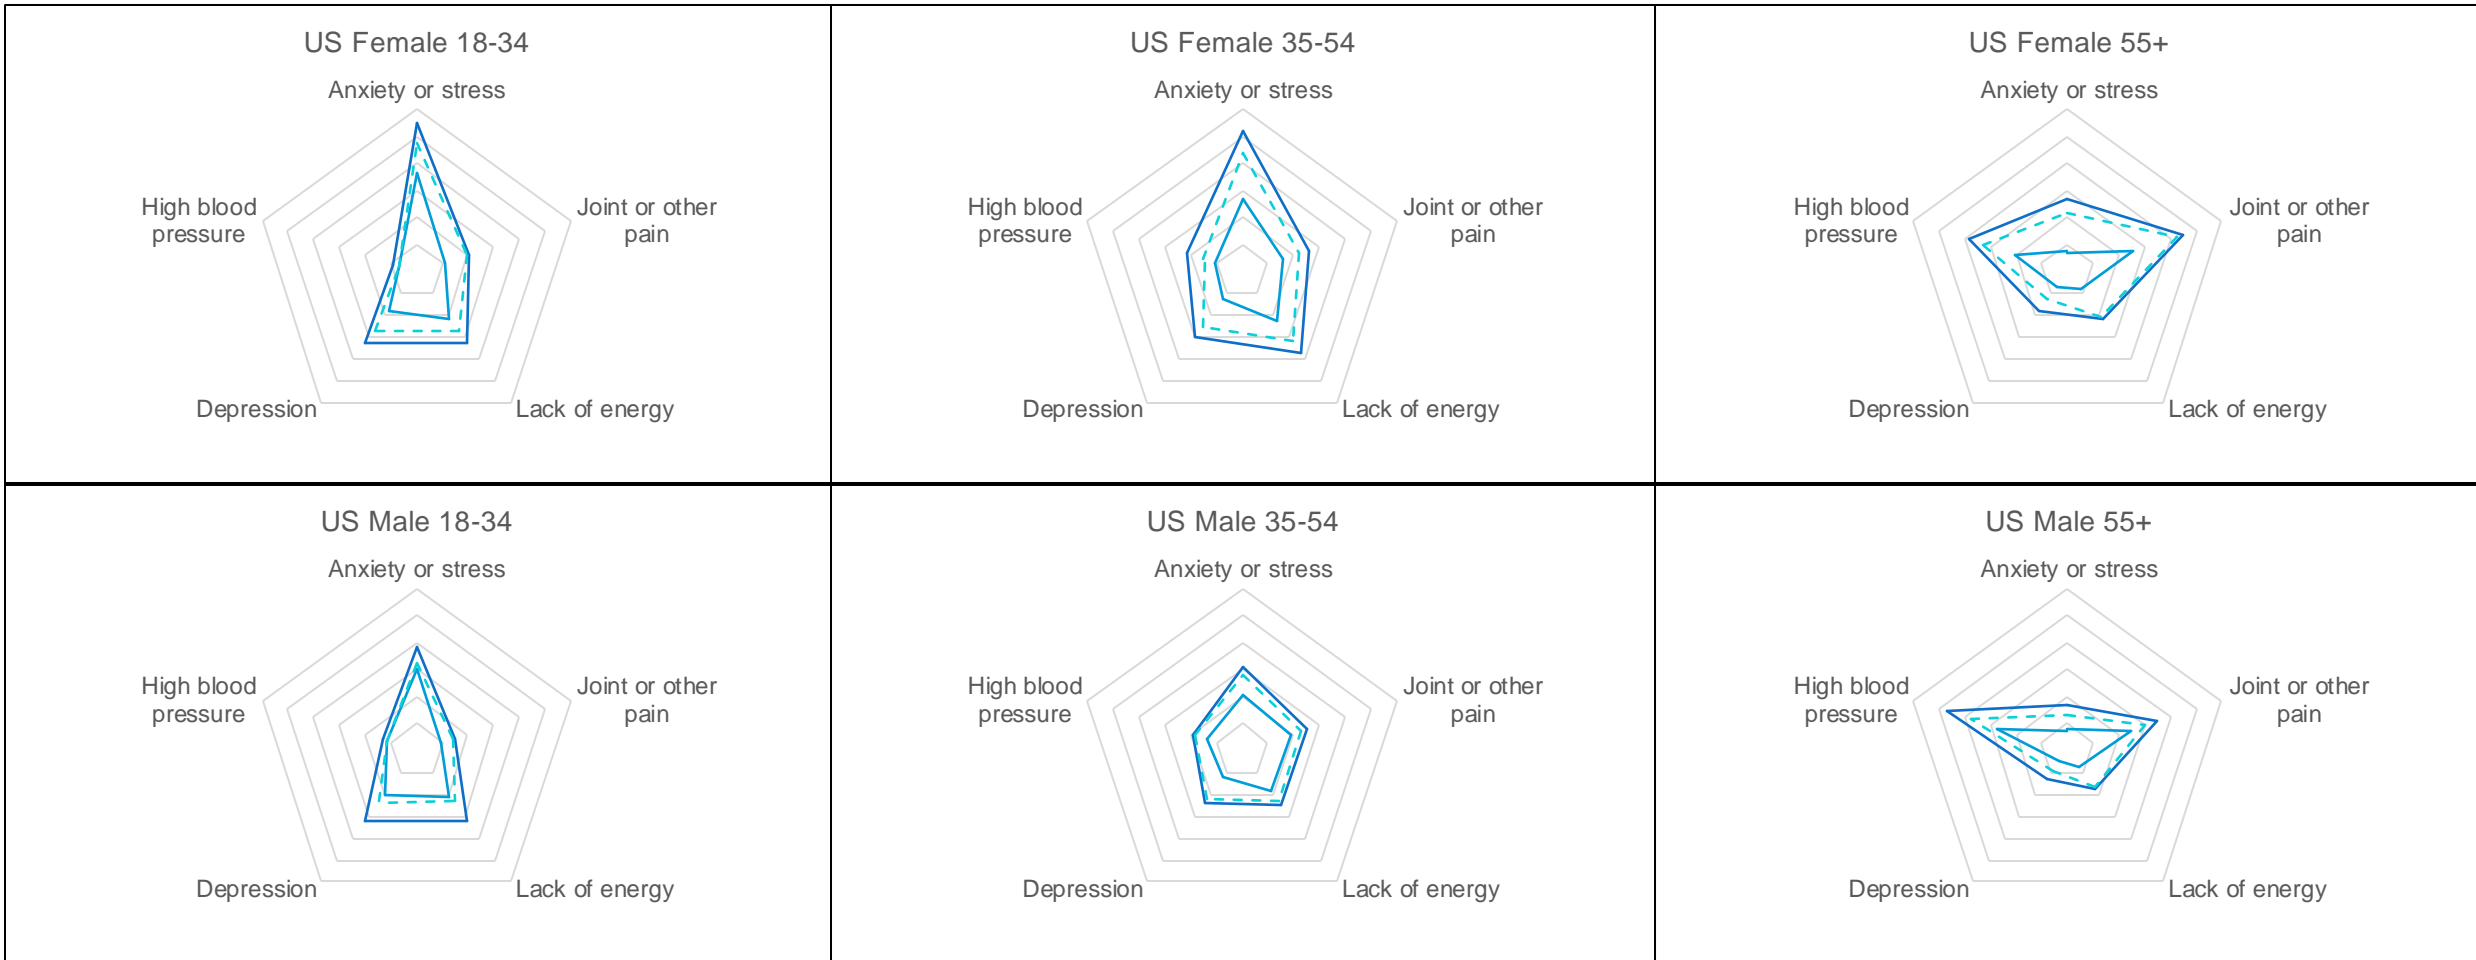 US Female 18-34
Anxiety or stress
High blood
pressure
Joint or other
pain
Depression
Lack of energy
US Female 35-54
Anxiety or stress
High blood
pressure
Joint or other
pain
Depression
Lack of energy
US Female 55+
Anxiety or stress
High blood
pressure
Joint or other
pain
Depression
Lack of energy
US Male 18-34
Anxiety or stress
High blood
pressure
Joint or other
pain
Depression
Lack of energy
US Male 35-54
Anxiety or stress
High blood
pressure
Joint or other
pain
Depression
Lack of energy
US Male 55+
Anxiety or stress
High blood
pressure
Joint or other
pain
Depression
Lack of energy